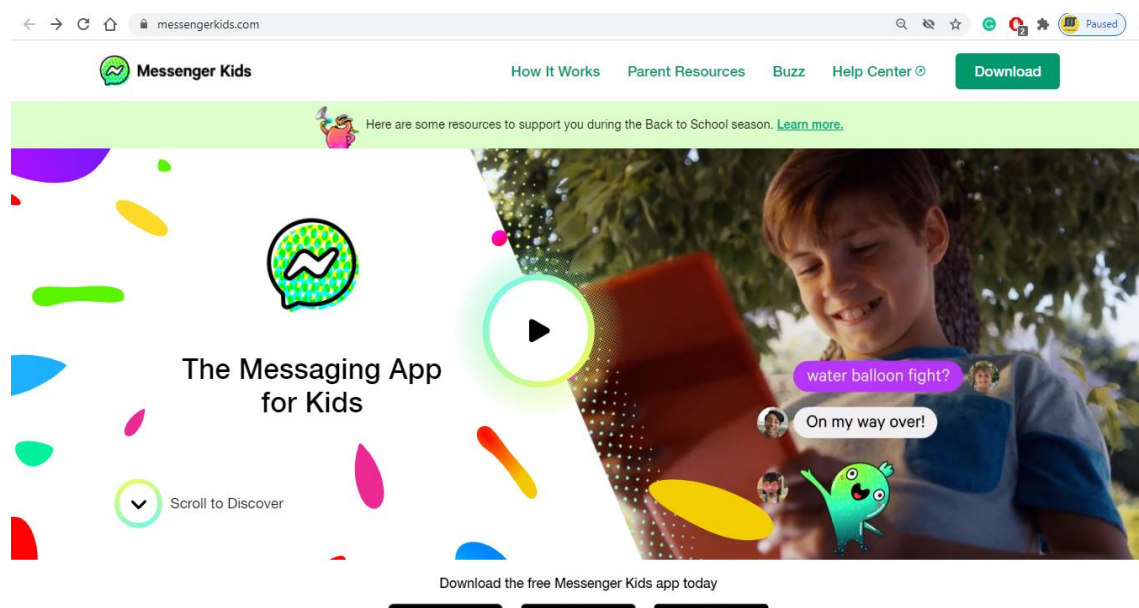 messengerkids.com
2
Paused
Messenger Kids
How It Works
Parent Resources
Buzz
Help Center
Download
Here are some resources to support you during the Back to School season. Learn more.
The Messaging App
for Kids
water balloon fight?
On my way over!
Scroll to Discover
Download the free Messenger Kids app today